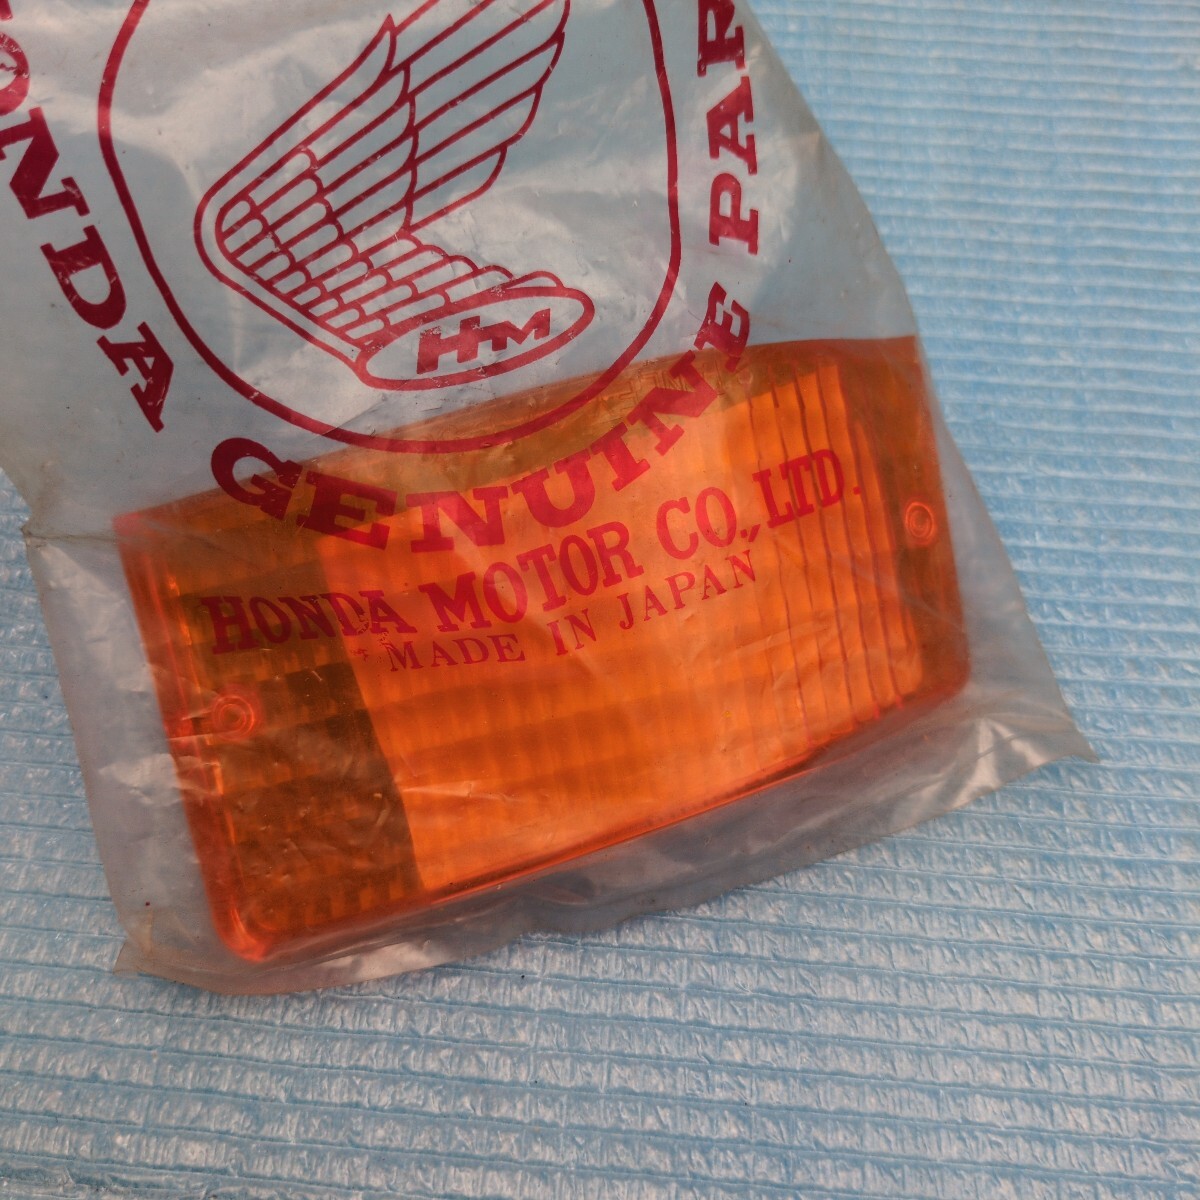 HONDA GENUINE PAR
HM
HONDA MOTOR CO., LTD.
MADE IN JAPAN